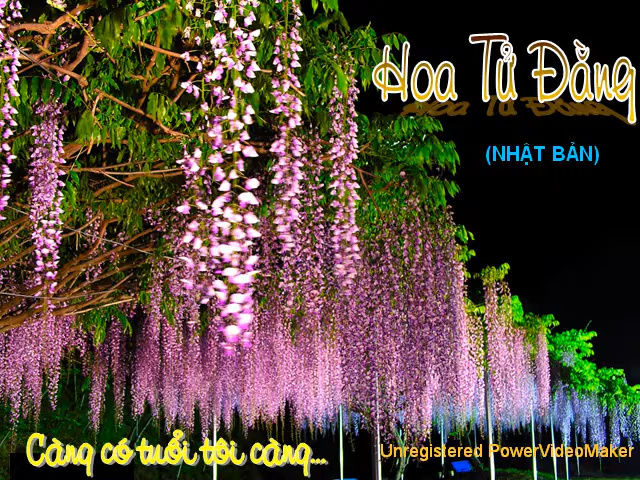 Hoa Tử Đằng
(NHẬT BẢN)
Càng có tuổi tôi càng...
Unregistered PowerVideoMaker